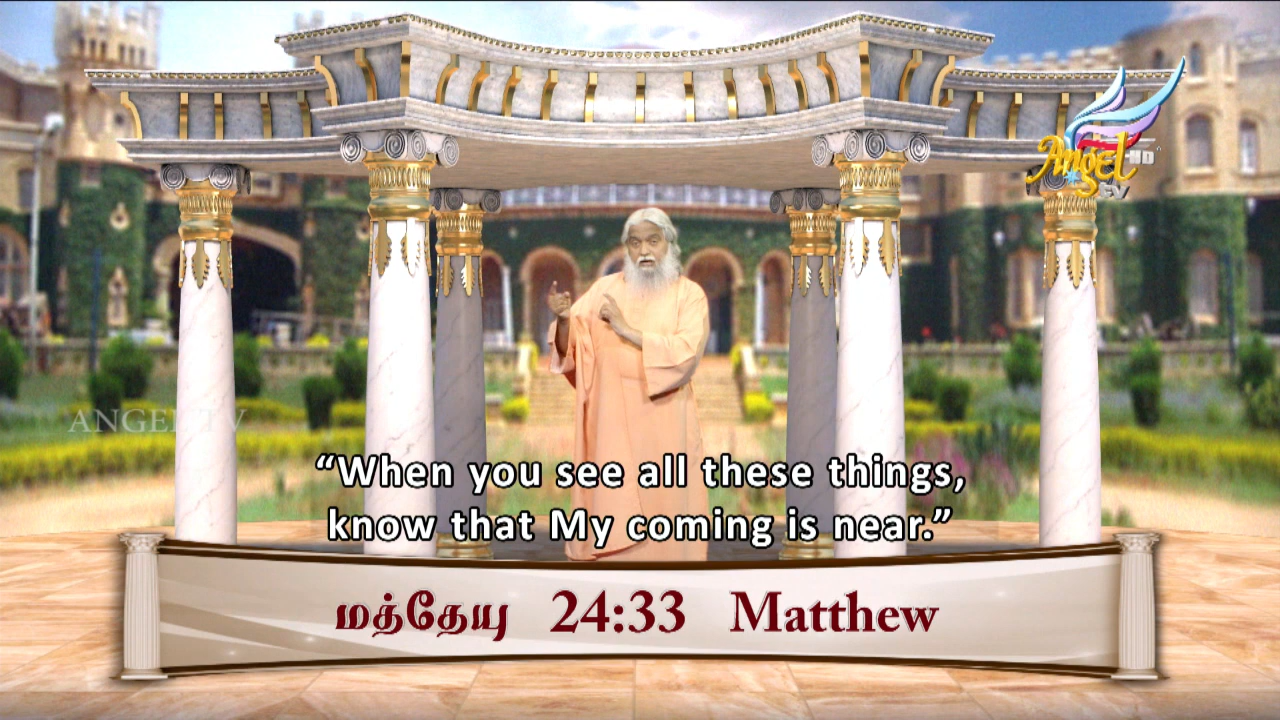 Angel HD
TV
ANGEL TV
“When you see all these things,
know that My coming is near.”
மத்தேயு 24:33 Matthew